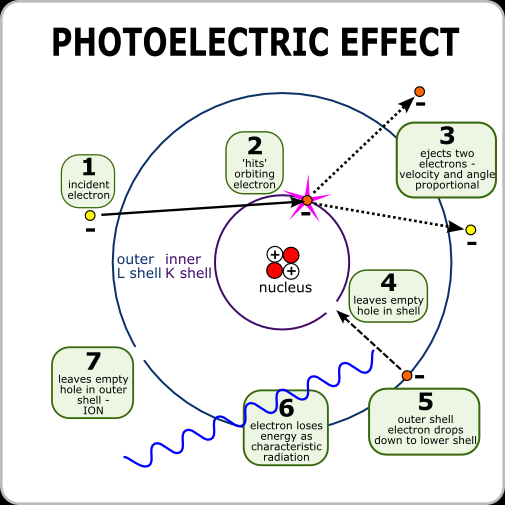 PHOTOELECTRIC EFFECT
1
incident
electron
-
2
'hits'
orbiting
electron
-
3
ejects two
electrons -
velocity and angle
proportional
-
-
outer inner
L shell K shell
+
+
nucleus
4
leaves empty
hole in shell
-
5
outer shell
electron drops
down to lower shell
6
electron loses
energy as
characteristic
radiation
7
leaves empty
hole in outer
shell -
ION